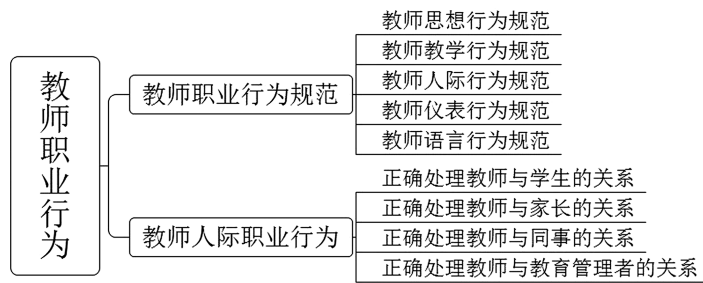 教师职业行为
教师职业行为规范
教师思想行为规范
教师教学行为规范
教师人际行为规范
教师仪表行为规范
教师语言行为规范
教师人际职业行为
正确处理教师与学生的关系
正确处理教师与家长的关系
正确处理教师与同事的关系
正确处理教师与教育管理者的关系